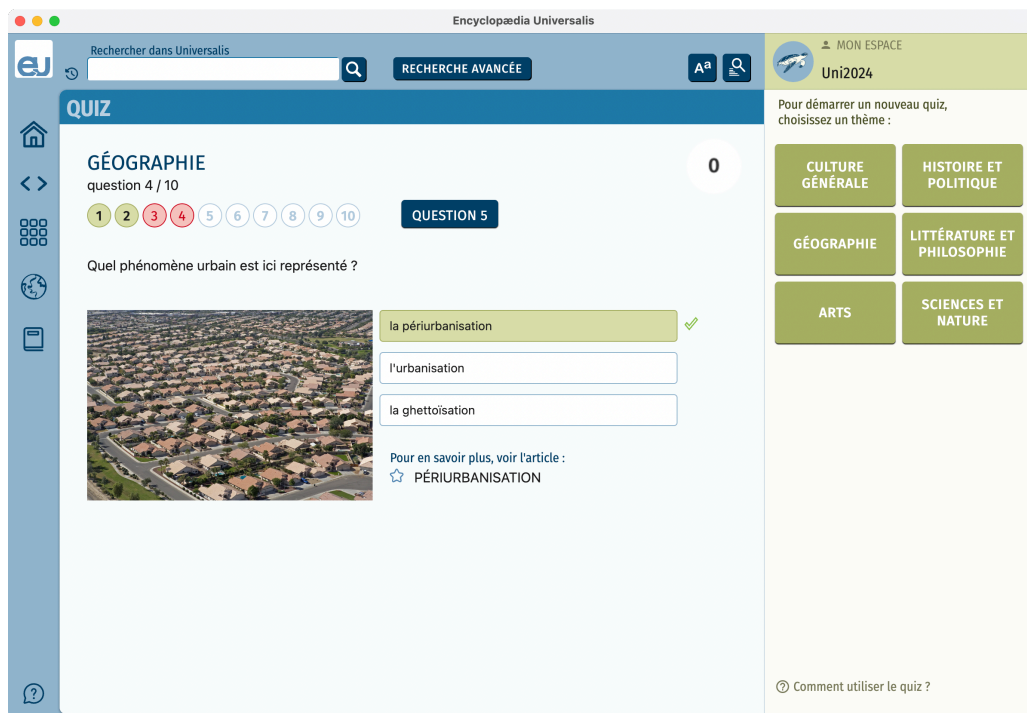 Encyclopædia Universalis
eu
Rechercher dans Universalis
RECHERCHE AVANCÉE
Aa
MON ESPACE
Uni2024
QUIZ
GÉOGRAPHIE
question 4 / 10
0
1 2 3 4 5 6 7 8 9 10
QUESTION 5
Quel phénomène urbain est ici représenté ?
la périurbanisation
l'urbanisation
la ghettoïsation
Pour en savoir plus, voir l'article :
PÉRIURBANISATION
Pour démarrer un nouveau quiz,
choisissez un thème :
CULTURE
GÉNÉRALE
HISTOIRE ET
POLITIQUE
GÉOGRAPHIE
LITTÉRATURE ET
PHILOSOPHIE
ARTS
SCIENCES ET
NATURE
? Comment utiliser le quiz ?
?